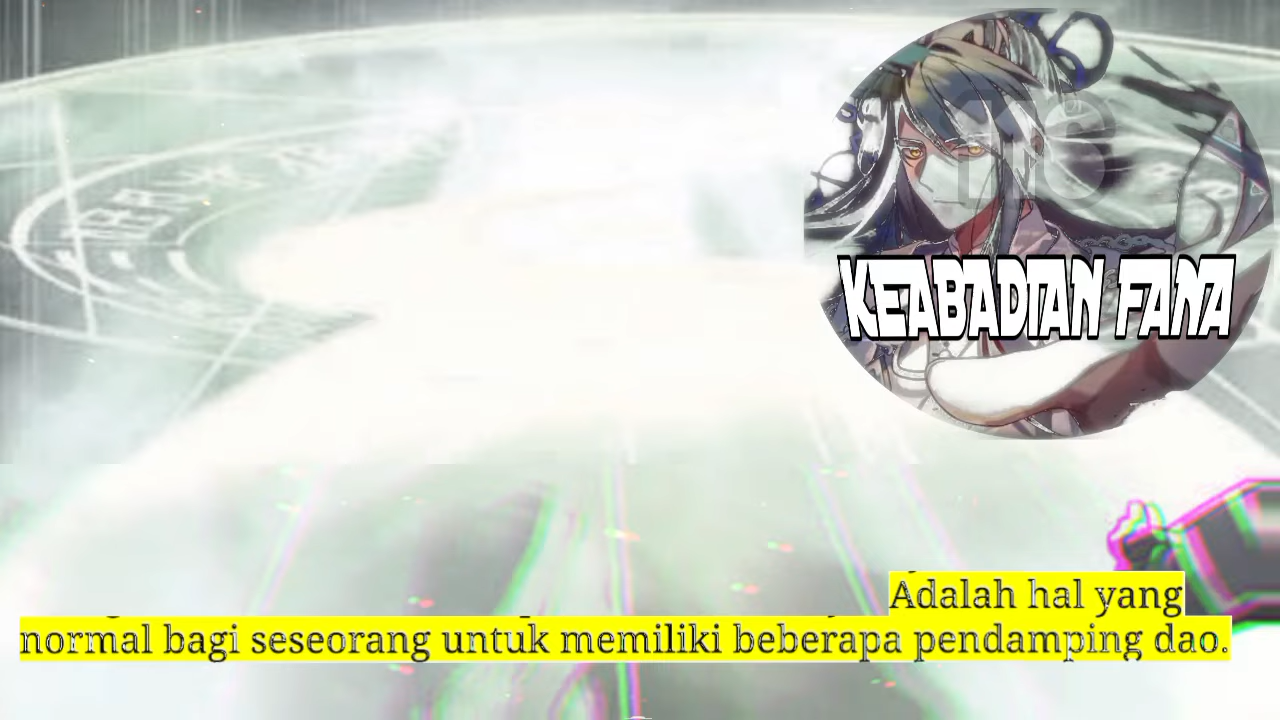 KEABADIAN FANA
Adalah hal yang
normal bagi seseorang untuk memiliki beberapa pendamping dao.